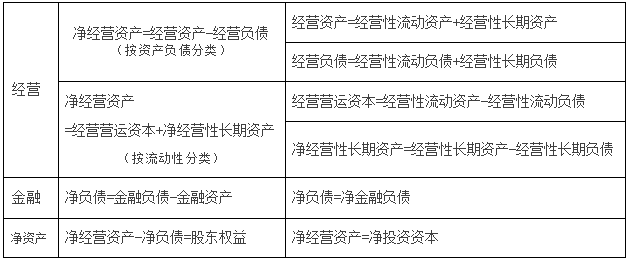 经营
净经营资产=经营资产-经营负债
（按资产负债分类）
经营资产=经营性流动资产+经营性长期资产
经营负债=经营性流动负债+经营性长期负债
净经营资产
=经营营运资本+净经营性长期资产
（按流动性分类）
经营营运资本=经营性流动资产-经营性流动负债
净经营性长期资产=经营性长期资产-经营性长期负债
金融
净负债=金融负债-金融资产
净负债=净金融负债
净资产
净经营资产-净负债=股东权益
净经营资产=净投资资本